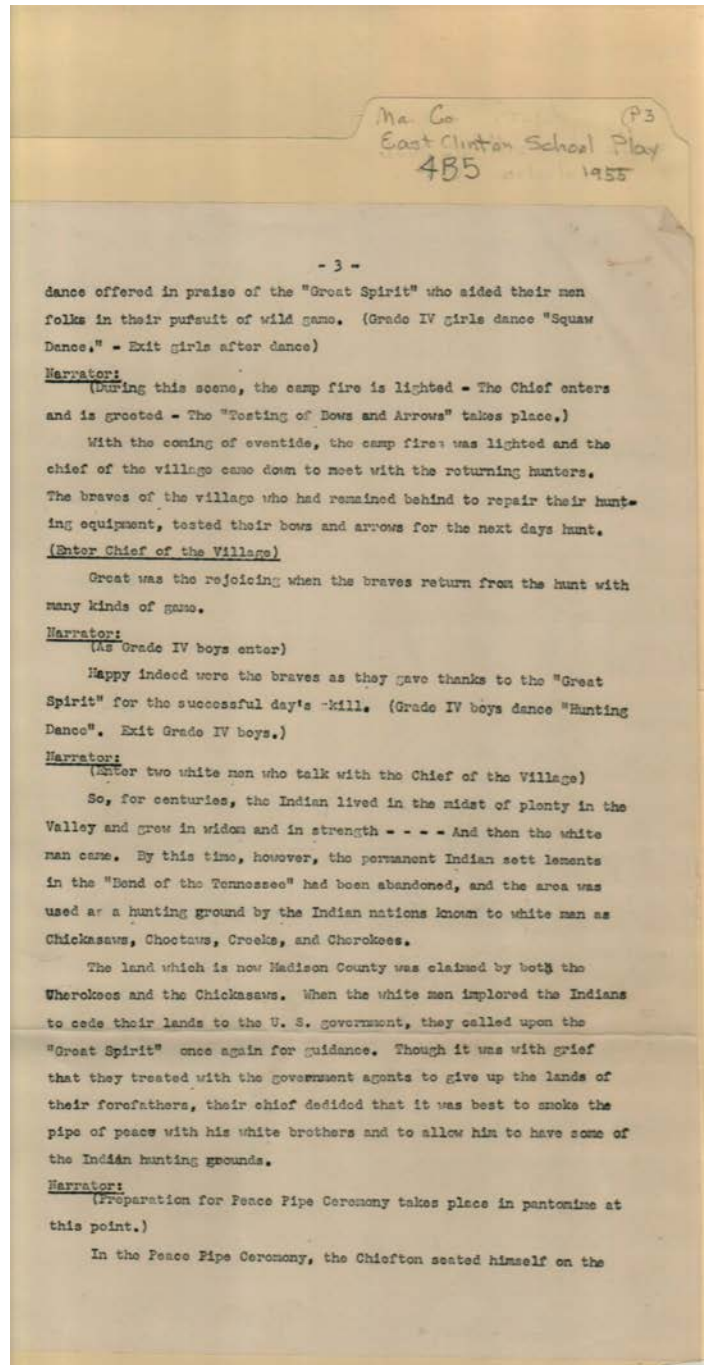 Ma. Co. (P3
East Clinton School Play
4B5 1955
- 3 -
dance offered in praise of the "Great Spirit" who aided their men
folks in their pufsuit of wild game. (Grade IV girls dance "Squaw
Dance." - Exit girls after dance)
Narrator:
(During this scene, the camp fire is lighted - The Chief enters
and is greeted - The "Testing of Bows and Arrows" takes place.)
With the coming of eventide, the camp fires was lighted and the
chief of the village came down to meet with the returning hunters.
The braves of the village who had remained behind to repair their hunt-
ing equipment, tested their bows and arrows for the next days hunt.
(Enter Chief of the Village)
Great was the rejoicing when the braves return from the hunt with
many kinds of game.
Narrator:
(As Grade IV boys enter)
Happy indeed were the braves as they gave thanks to the "Great
Spirit" for the successful day's -kill. (Grade IV boys dance "Hunting
Dance". Exit Grade IV boys.)
Narrator:
(Enter two white men who talk with the Chief of the Village)
So, for centuries, the Indian lived in the midst of plenty in the
Valley and grew in widom and in strength - - - - And then the white
man came. By this time, however, the permanent Indian sett lements
in the "Bend of the Tennessee" had been abandoned, and the area was
used as a hunting ground by the Indian nations known to white man as
Chickasaws, Choctaws, Creeks, and Cherokees.
The land which is now Madison County was claimed by both the
Cherokees and the Chickasaws. When the white men implored the Indians
to cede their lands to the U. S. government, they called upon the
"Great Spirit" once again for guidance. Though it was with grief
that they treated with the government agents to give up the lands of
their forefathers, their chief dedided that it was best to smoke the
pipe of peace with his white brothers and to allow him to have some of
the Indian hunting grounds.
Narrator:
(Preparation for Peace Pipe Ceremony takes place in pantomime at
this point.)
In the Peace Pipe Ceremony, the Chiefton seated himself on the